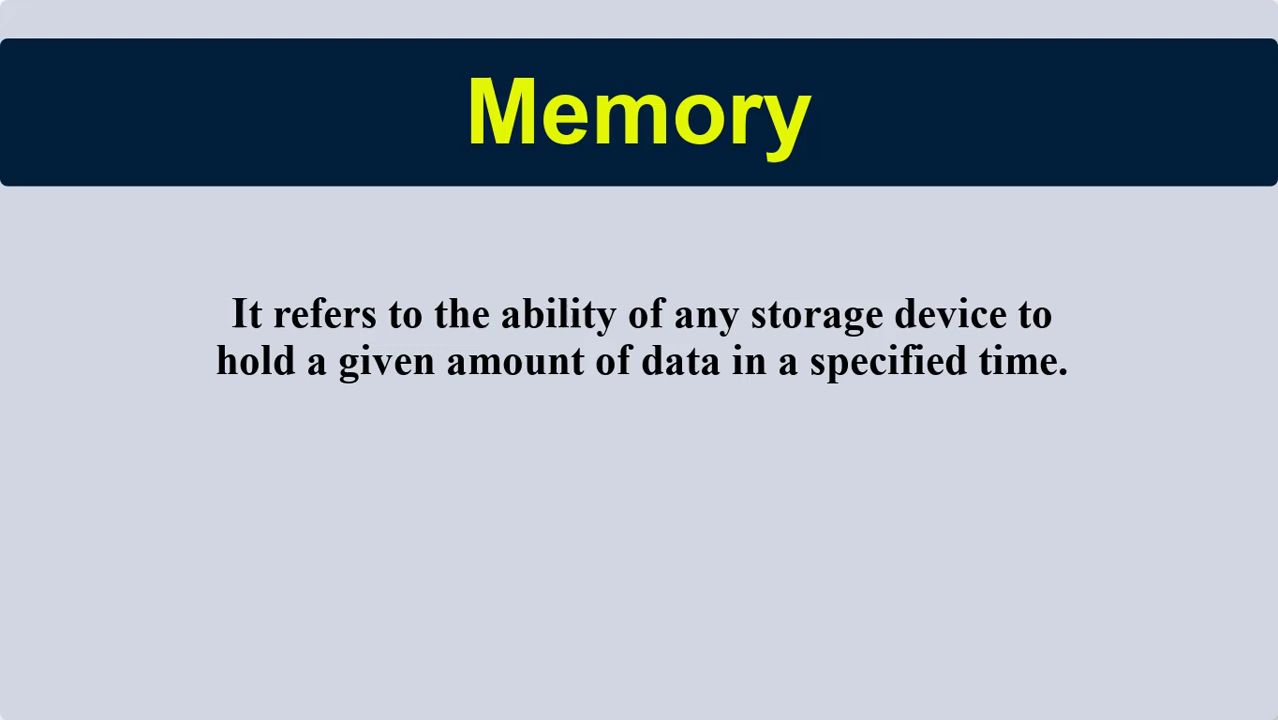 Memory
It refers to the ability of any storage device to
hold a given amount of data in a specified time.